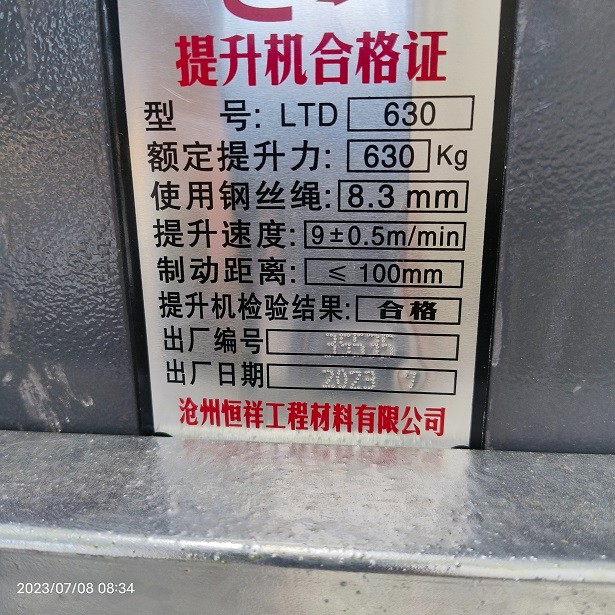 提升机合格证
型 号: LTD 630
额定提升力: 630 Kg
使用钢丝绳: 8.3 mm
提升速度: 9±0.5m/min
制动距离: ≤ 100mm
提升机检验结果: 合格
出厂编号
出厂日期 2023 7
沧州恒祥工程材料有限公司
2023/07/08 08:34